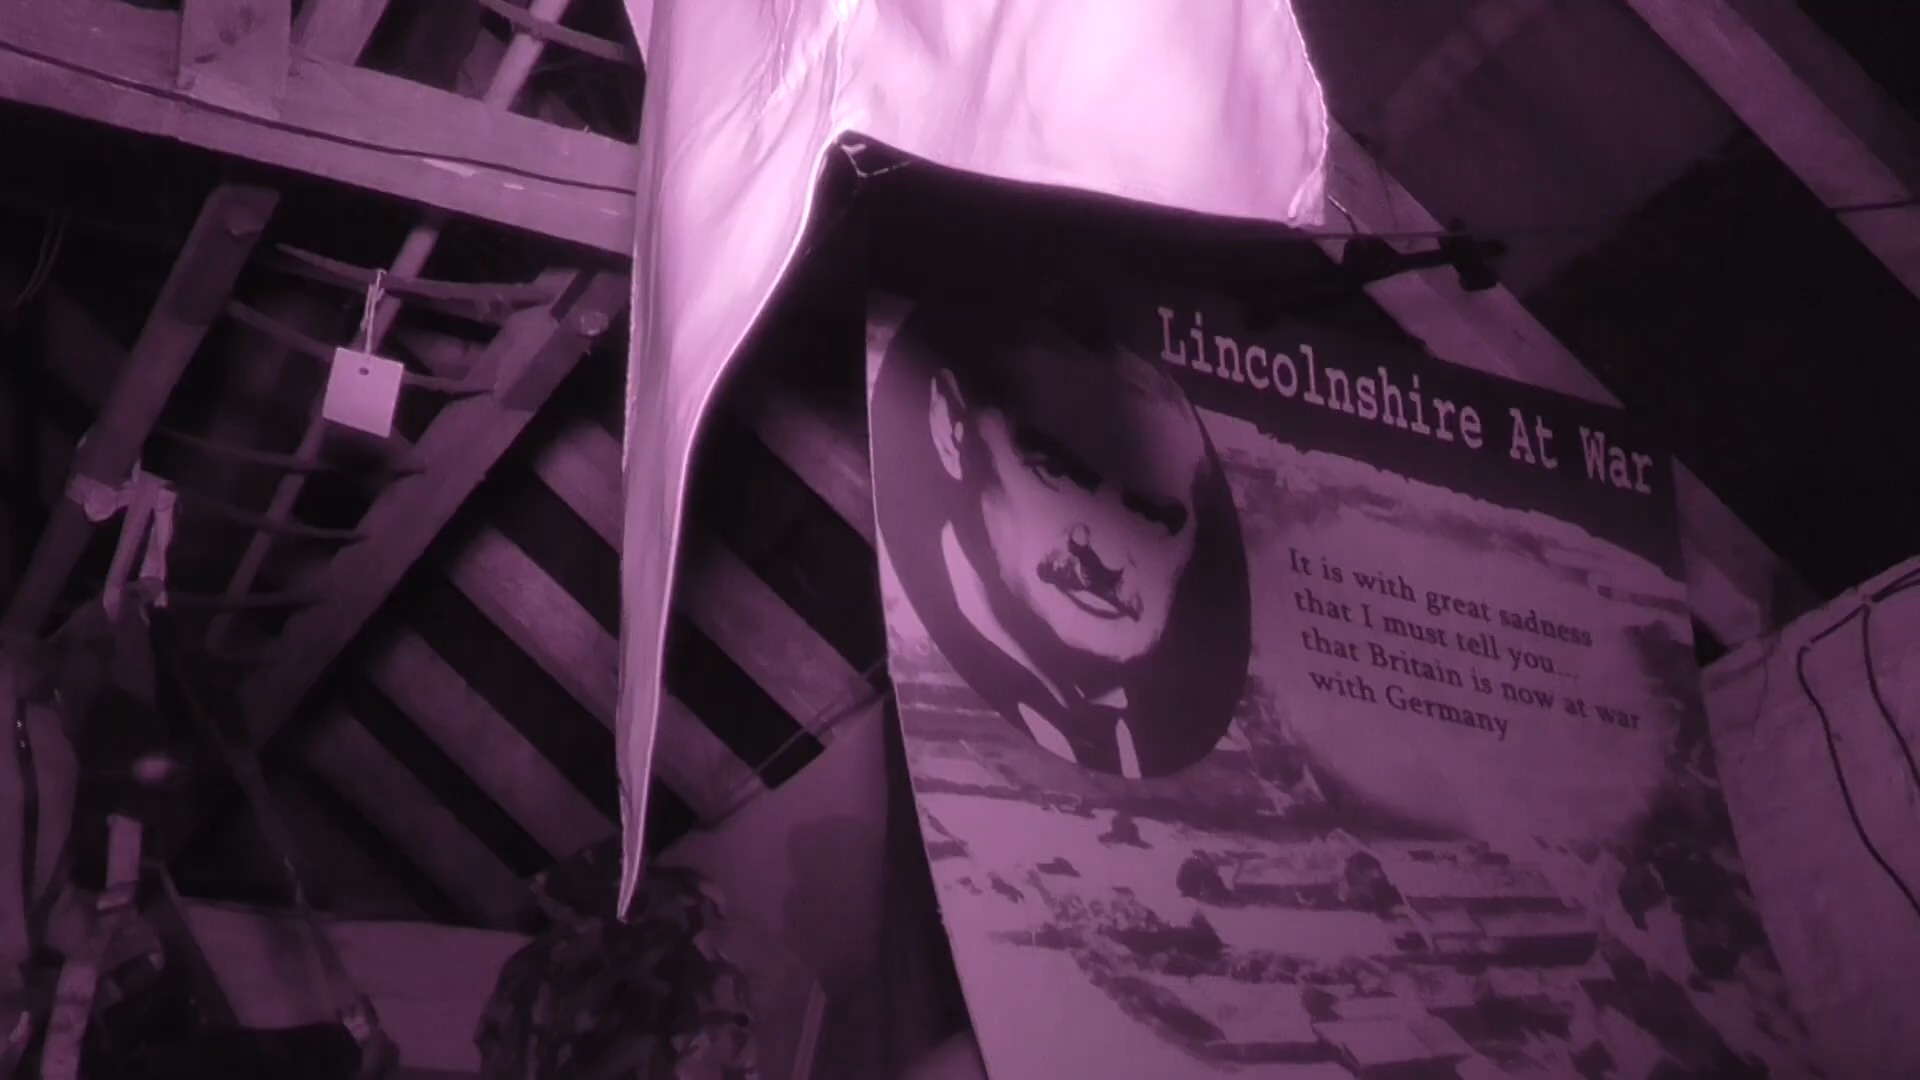 Lincolnshire At War
It is with great sadness
that I must tell you...
that Britain is now at war
with Germany